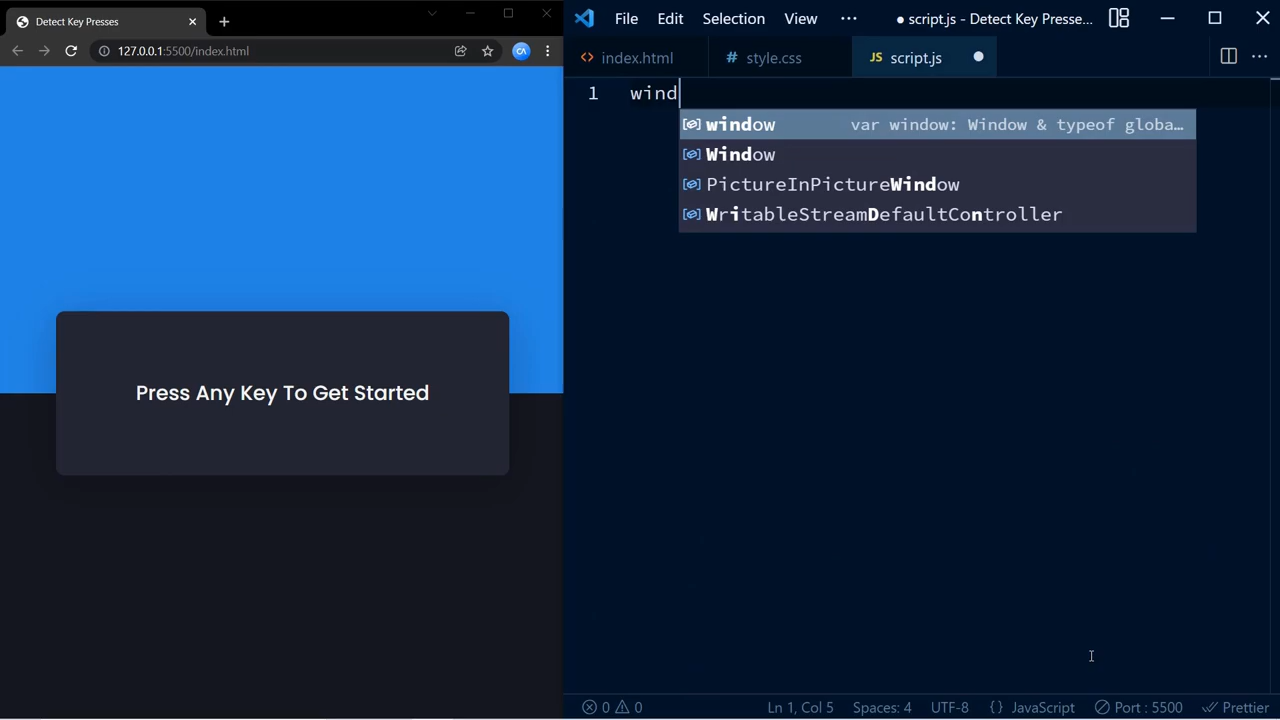 Detect Key Presses
127.0.0.1:5500/index.html
Press Any Key To Get Started
File Edit Selection View ··· ● script.js - Detect Key Presse...
<> index.html # style.css JS script.js ●
1 wind
window var window: Window & typeof globa…
Window
PictureInPictureWindow
WritableStreamDefaultController
0 0 Ln 1, Col 5 Spaces: 4 UTF-8 {} JavaScript Port : 5500 Prettier